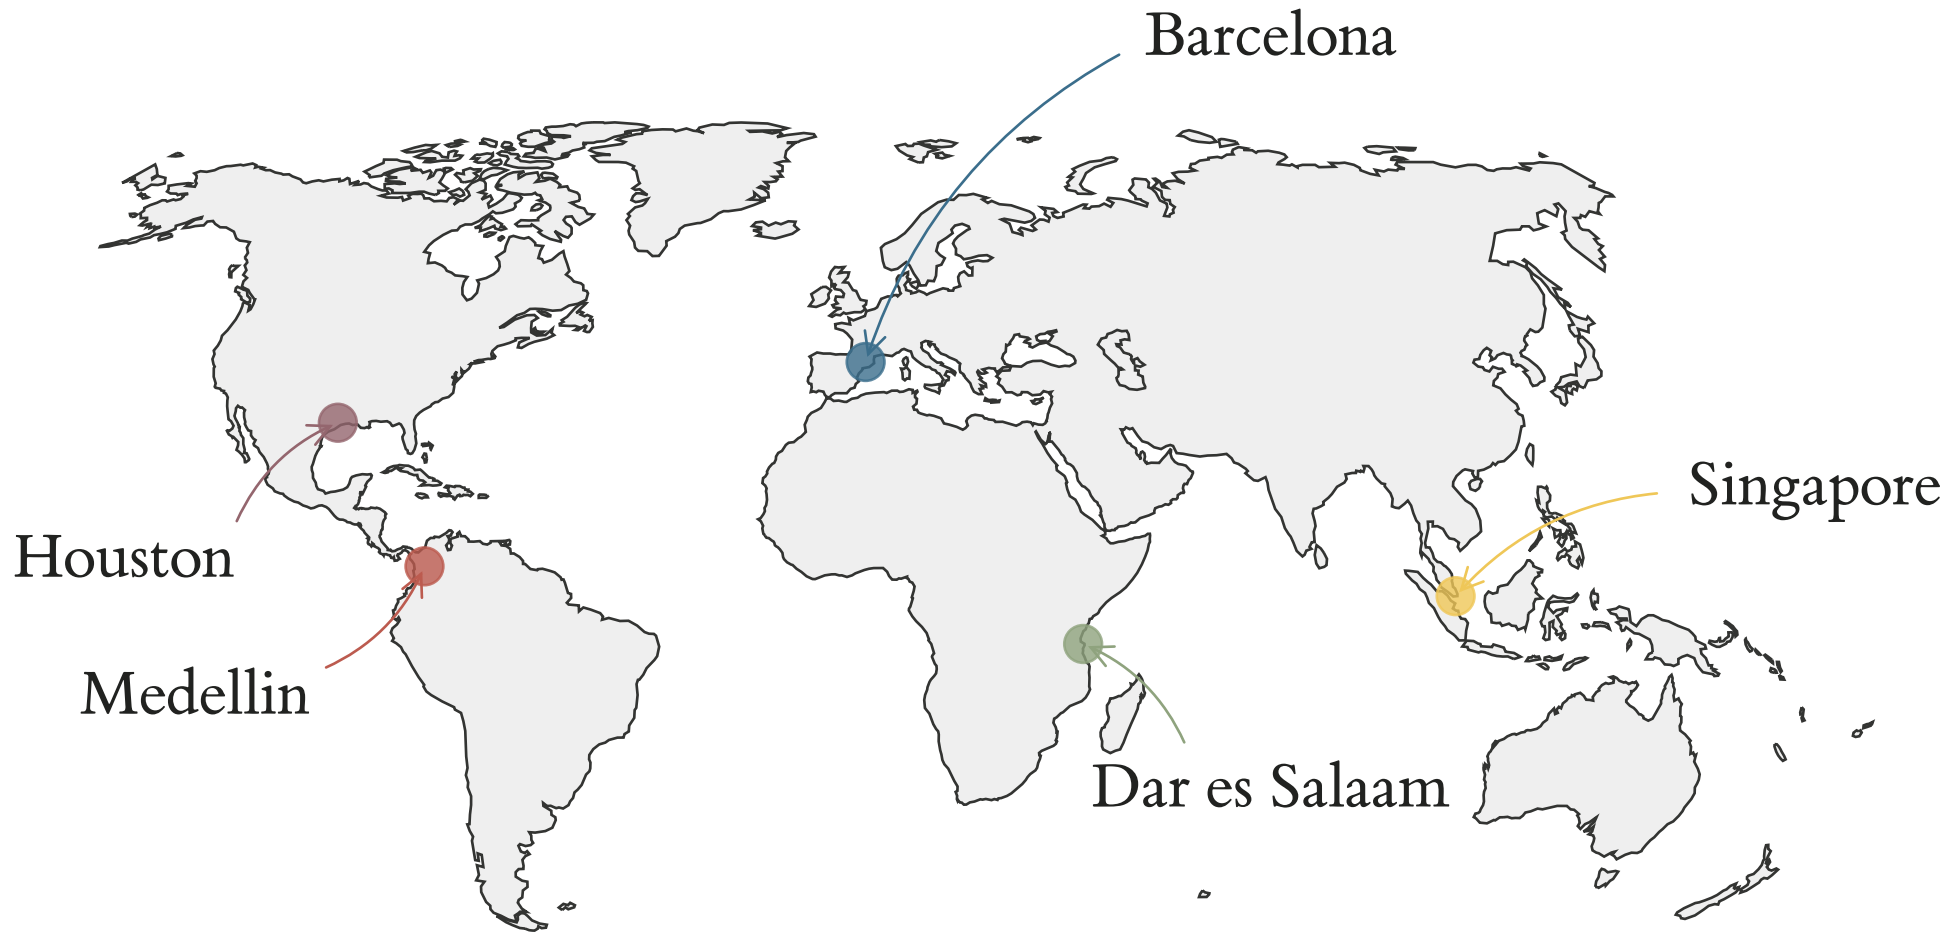 Barcelona
Singapore
Houston
Medellin
Dar es Salaam